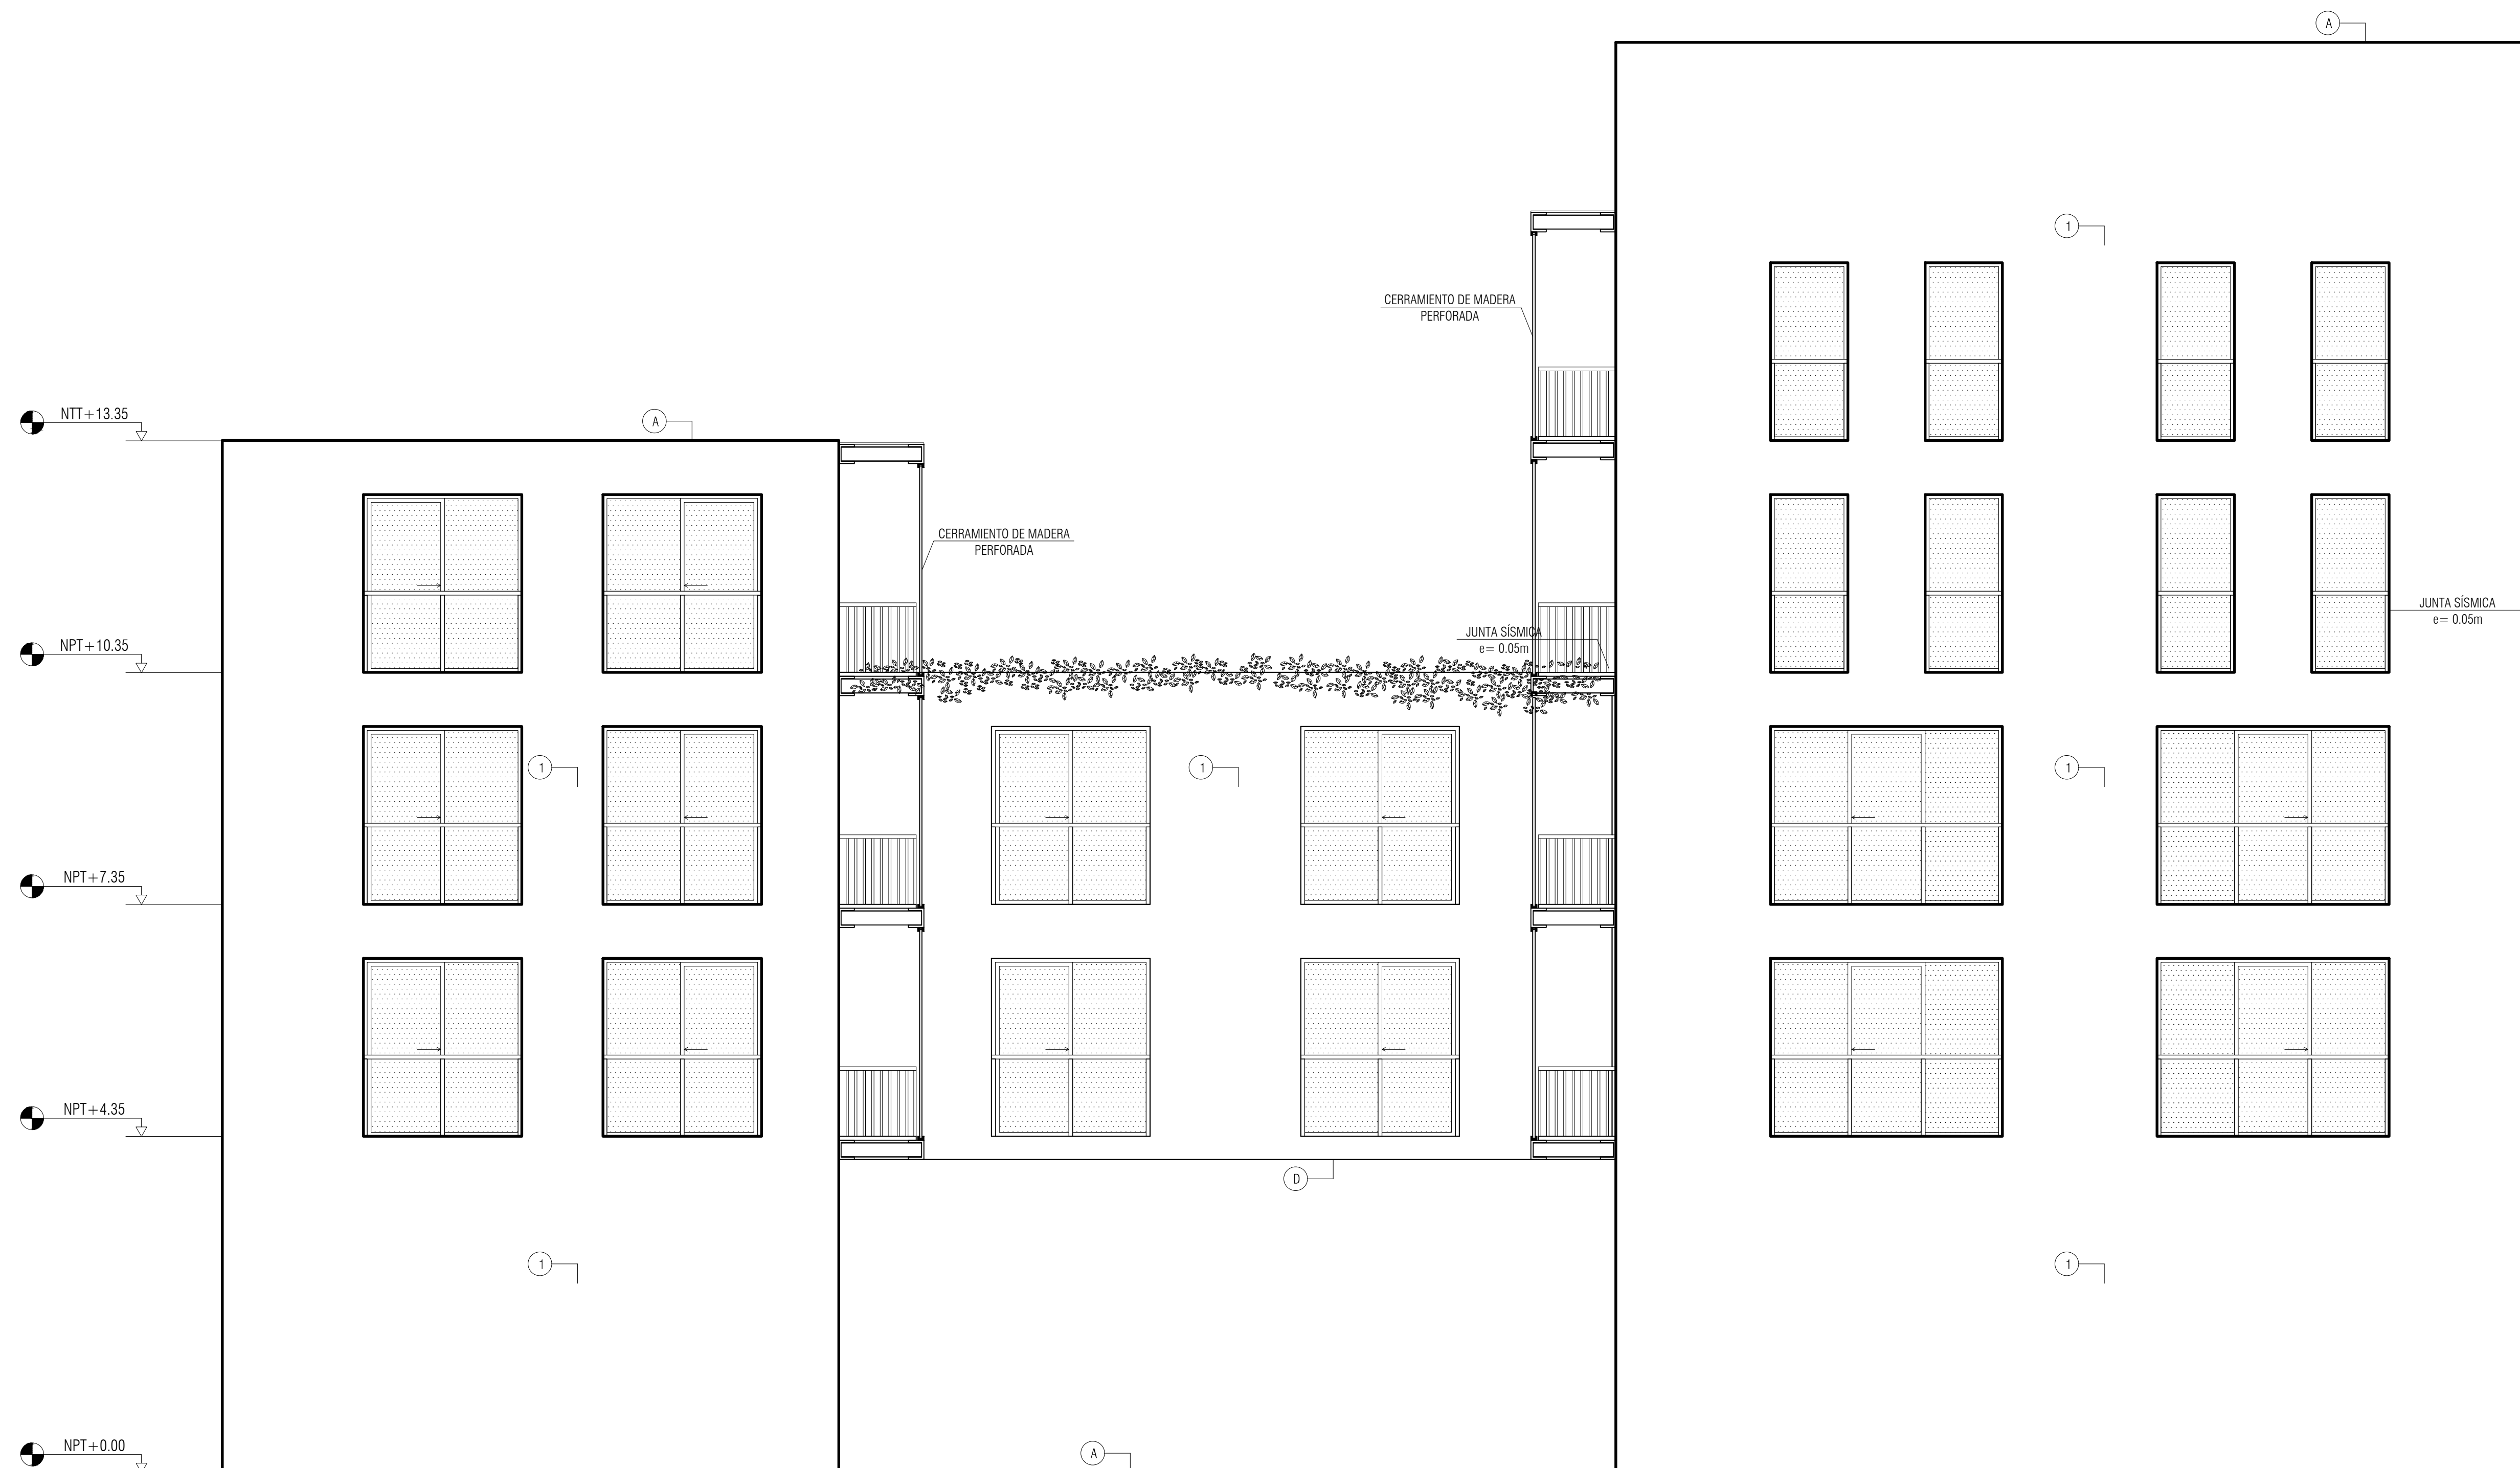 A
1
CERRAMIENTO DE MADERA
PERFORADA
NTT+13.35
A
CERRAMIENTO DE MADERA
PERFORADA
JUNTA SÍSMICA
e= 0.05m
JUNTA SÍSMICA
e= 0.05m
NPT+10.35
1
1
1
NPT+7.35
NPT+4.35
D
1
1
NPT+0.00
A